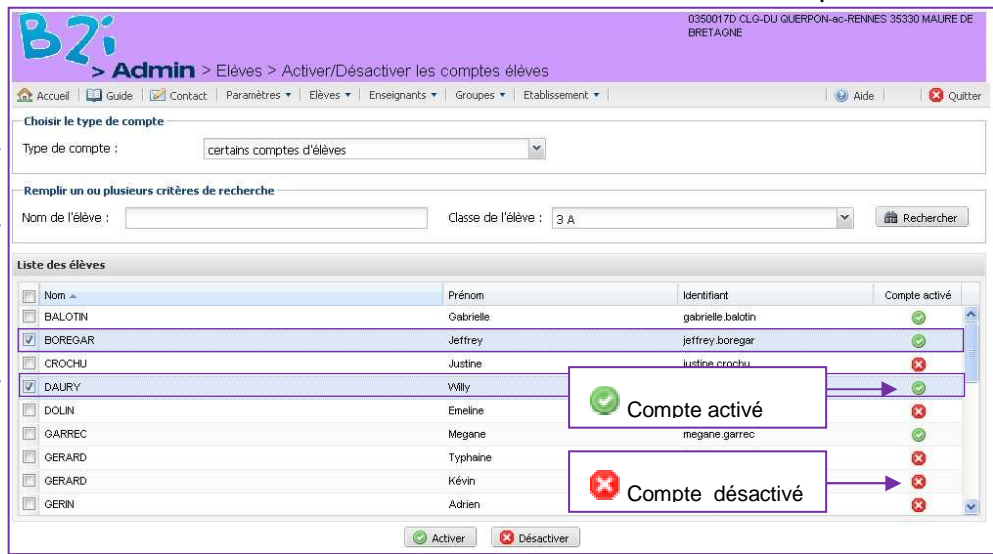 0350017D CLG-DU QUERPON-ac-RENNES 35330 MAURE DE
BRETAGNE
B2i
> Admin > Elèves > Activer/Désactiver les comptes élèves
Accueil Guide Contact Paramètres Elèves Enseignants Groupes Etablissement Aide Quitter
Choisir le type de compte
Type de compte : certains comptes d'élèves
Remplir un ou plusieurs critères de recherche
Nom de l'élève : Classe de l'élève : 3 A Rechercher
Liste des élèves
Nom Prénom Identifiant Compte activé
BALOTIN Gabrielle gabrielle.balotin
BOREGAR Jeffrey jeffrey.boregar
CROCHU Justine justine.crochu
DAURY Willy
Compte activé
DOLIN Emeline
GARREC Megane megane.garrec
GERARD Typhaine
GERARD Kévin
Compte désactivé
GERIN Adrien
Activer Désactiver